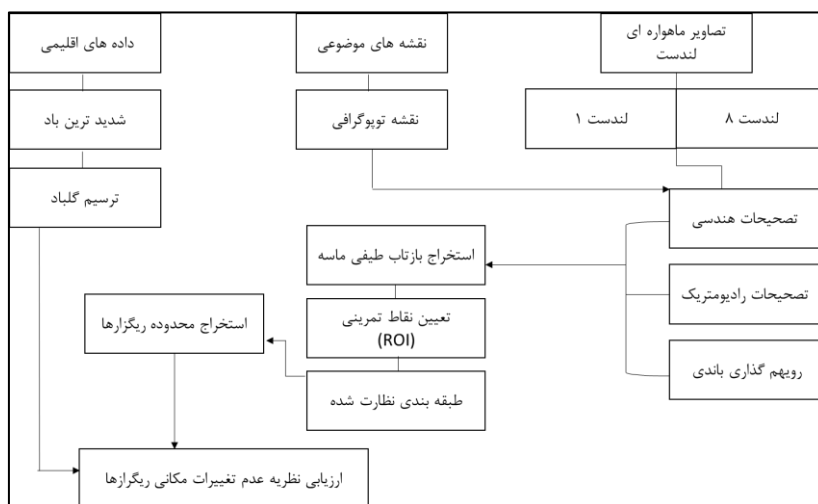 تصاویر ماهواره ای
لندست
نقشه های موضوعی
داده های اقلیمی
لندست ۸
لندست ۱
نقشه توپوگرافی
شدید ترین باد
تصحیحات هندسی
ترسیم گلباد
استخراج بازتاب طیفی ماسه
تصحیحات رادیومتریک
تعیین نقاط تمرینی
(ROI)
استخراج محدوده ریگزارها
رویهم گذاری باندی
طبقه بندی نظارت شده
ارزیابی نظریه عدم تغییرات مکانی ریگرازها